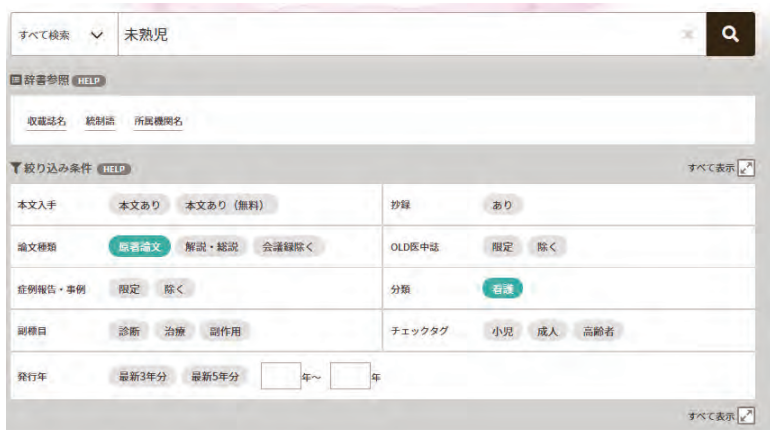 すべて検索 未熟児
辞書参照 HELP
収載誌名 統制語 所属機関名
絞り込み条件 HELP すべて表示
本文入手 本文あり 本文あり（無料） 抄録 あり
論文種類 原著論文 解説・総説 会議録除く OLD医中誌 限定 除く
症例報告・事例 限定 除く 分類 看護
副標目 診断 治療 副作用 チェックタグ 小児 成人 高齢者
発行年 最新3年分 最新5年分 年～ 年
すべて表示